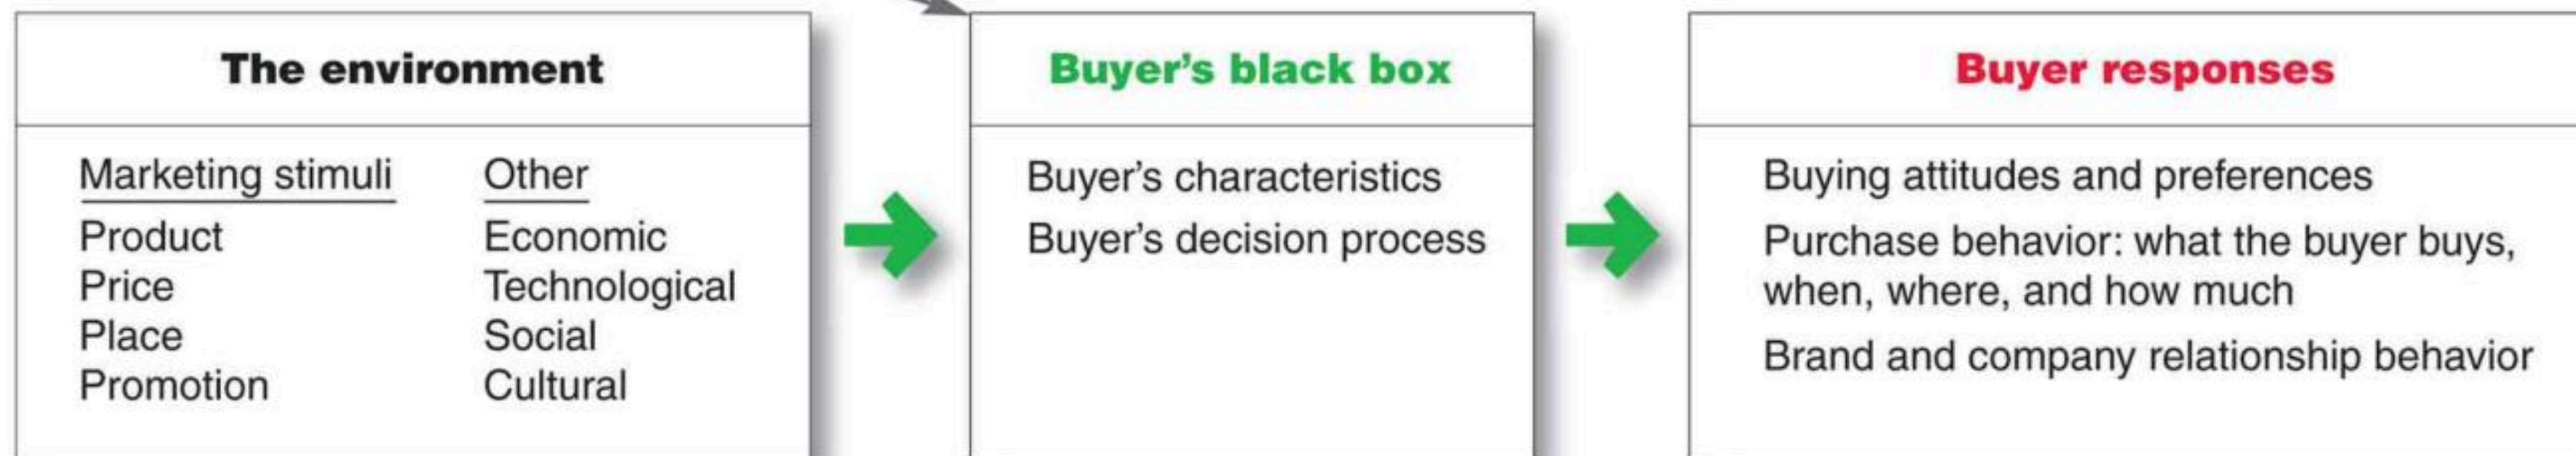 The environment
Marketing stimuli
Product
Price
Place
Promotion
Other
Economic
Technological
Social
Cultural
Buyer’s black box
Buyer’s characteristics
Buyer’s decision process
Buyer responses
Buying attitudes and preferences
Purchase behavior: what the buyer buys,
when, where, and how much
Brand and company relationship behavior